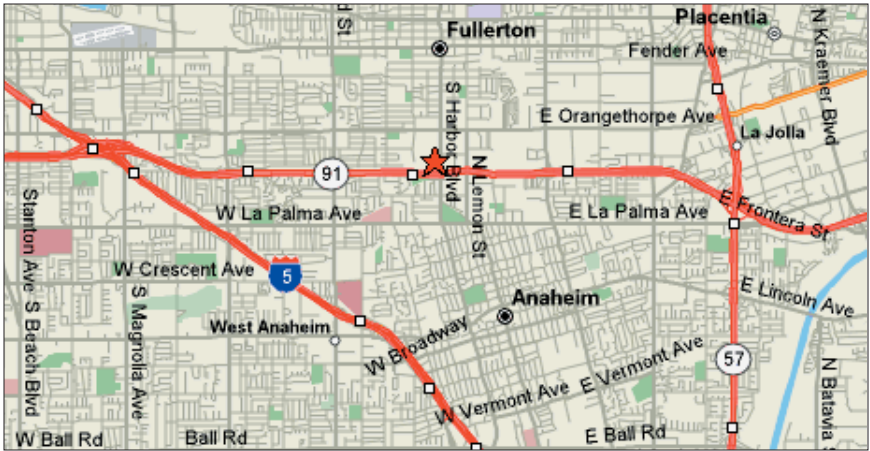 d St
Fullerton
Placentia
N Kraemer Blvd
Fender Ave
S Harbor Blvd
E Orangethorpe Ave
La Jolla
91
N Lemon St
W La Palma Ave
E La Palma Ave
E Frontera St
Stanton Ave
S Beach Blvd
W Crescent Ave
5
S Magnolia Ave
Anaheim
E Lincoln Ave
West Anaheim
W Broadway
E Vermont Ave
57
W Vermont Ave
N Batavia S
W Ball Rd
Ball Rd
E Ball Rd